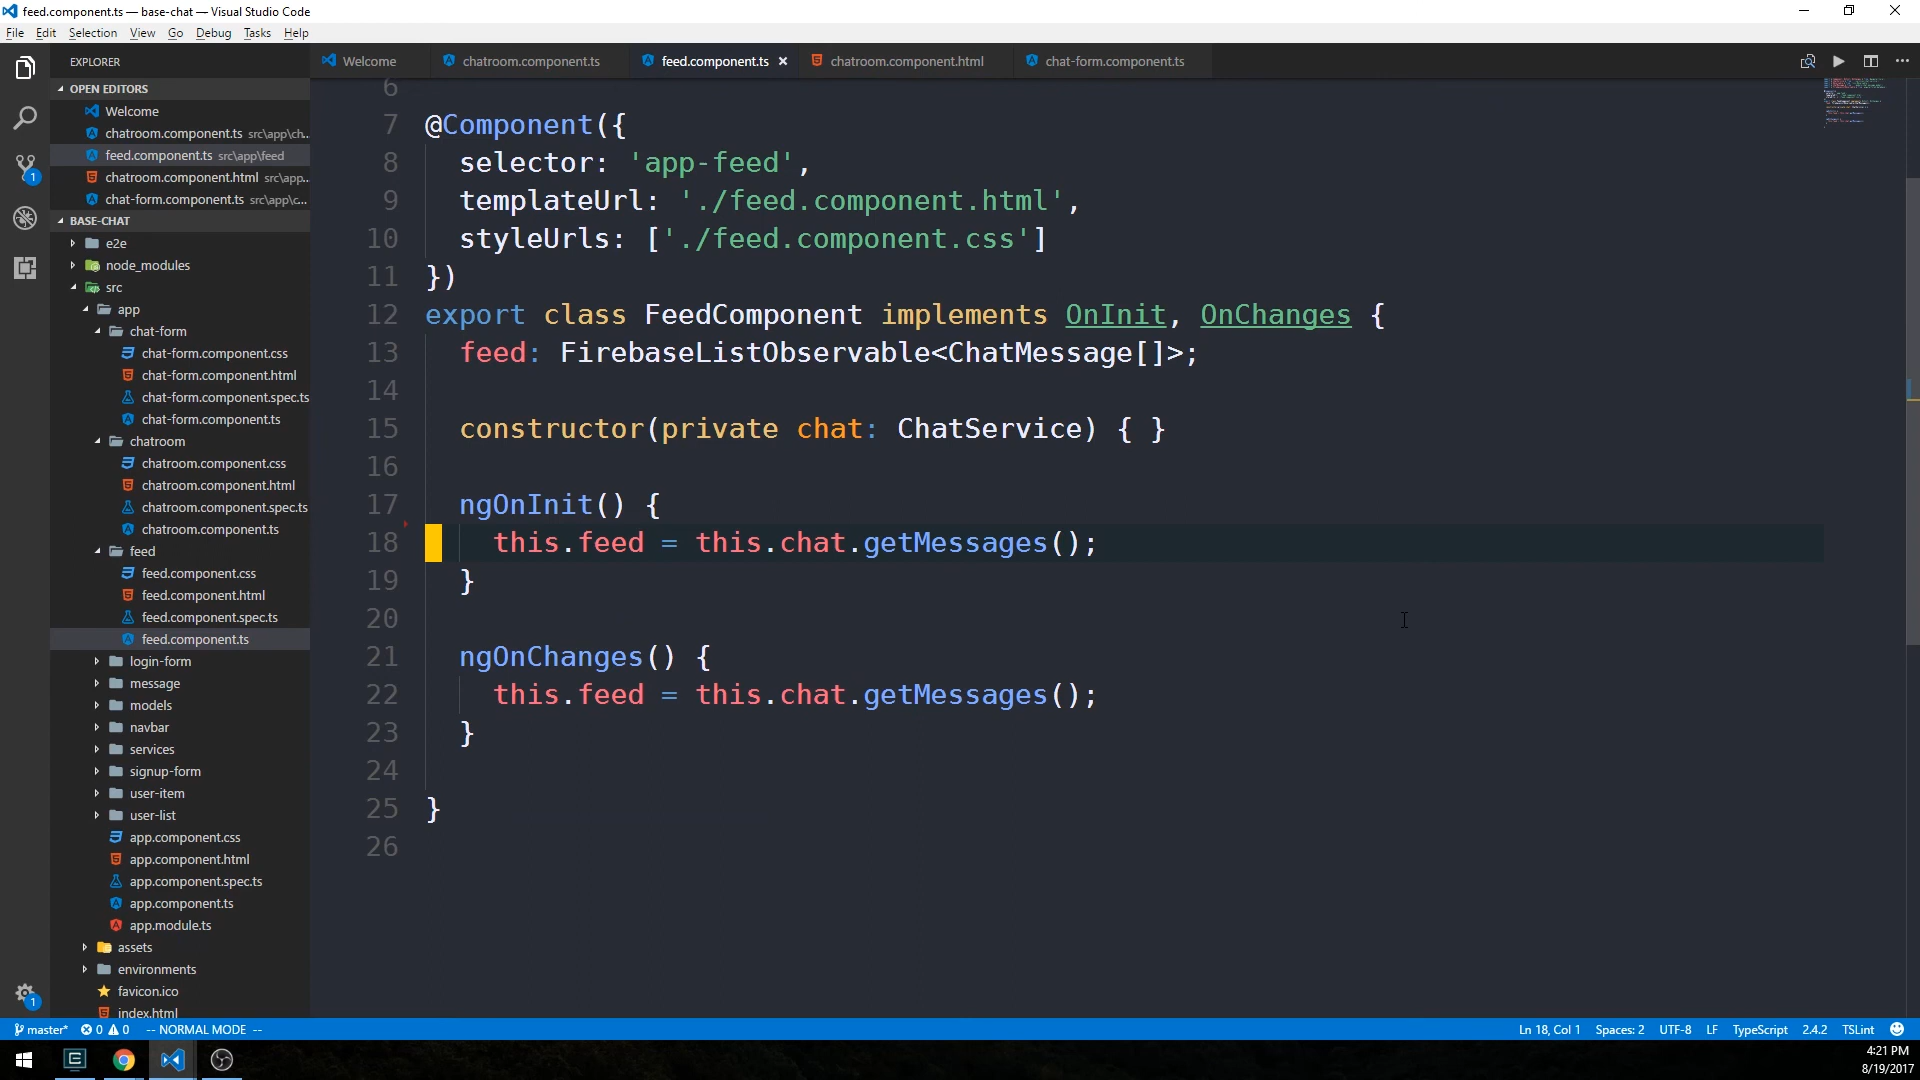 feed.component.ts — base-chat — Visual Studio Code
File Edit Selection View Go Debug Tasks Help
EXPLORER
OPEN EDITORS
Welcome
chatroom.component.ts src\app\ch...
feed.component.ts src\app\feed
chatroom.component.html src\app...
chat-form.component.ts src\app\c...
BASE-CHAT
e2e
node_modules
src
app
chat-form
chat-form.component.css
chat-form.component.html
chat-form.component.spec.ts
chat-form.component.ts
chatroom
chatroom.component.css
chatroom.component.html
chatroom.component.spec.ts
chatroom.component.ts
feed
feed.component.css
feed.component.html
feed.component.spec.ts
feed.component.ts
login-form
message
models
navbar
services
signup-form
user-item
user-list
app.component.css
app.component.html
app.component.spec.ts
app.component.ts
app.module.ts
assets
environments
favicon.ico
index.html
1
1
Welcome chatroom.component.ts feed.component.ts chatroom.component.html chat-form.component.ts
6
7 @Component({
8 selector: 'app-feed',
9 templateUrl: './feed.component.html',
10 styleUrls: ['./feed.component.css']
11 })
12 export class FeedComponent implements OnInit, OnChanges {
13 feed: FirebaseListObservable<ChatMessage[]>;
14
15 constructor(private chat: ChatService) { }
16
17 ngOnInit() {
18 this.feed = this.chat.getMessages();
19 }
20
21 ngOnChanges() {
22 this.feed = this.chat.getMessages();
23 }
24
25 }
26
master* 0 0 -- NORMAL MODE -- Ln 18, Col 1 Spaces: 2 UTF-8 LF TypeScript 2.4.2 TSLint
4:21 PM
8/19/2017